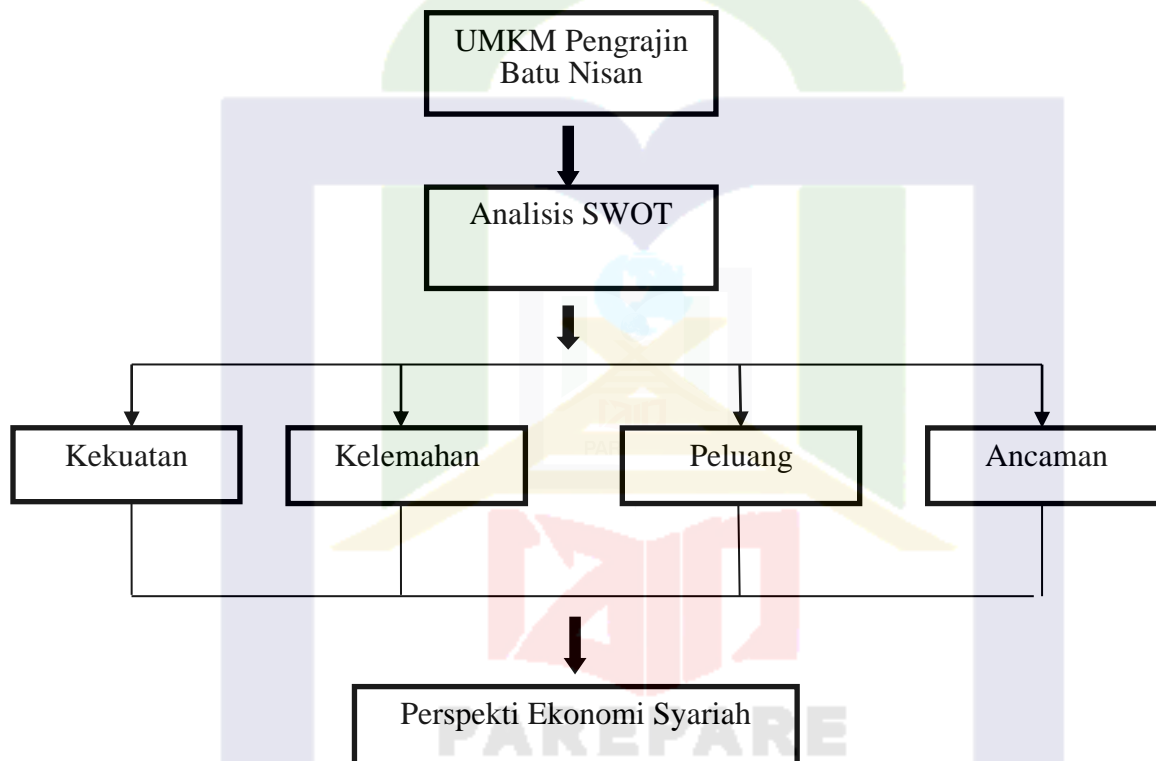 UMKM Pengrajin
Batu Nisan
Analisis SWOT
Kekuatan
Kelemahan
Peluang
Ancaman
Perspekti Ekonomi Syariah
PAREPARE